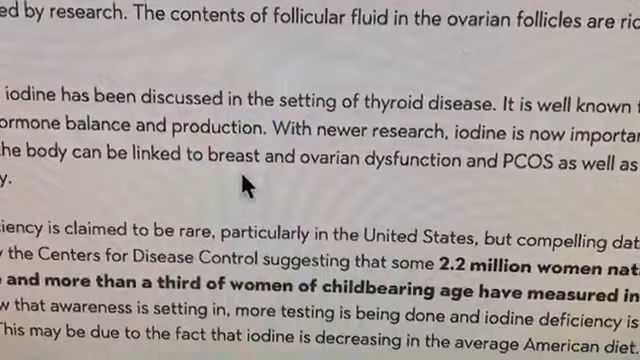 ed by research. The contents of follicular fluid in the ovarian follicles are ric
iodine has been discussed in the setting of thyroid disease. It is well known
ormone balance and production. With newer research, iodine is now importan
he body can be linked to breast and ovarian dysfunction and PCOS as well as
y.
iency is claimed to be rare, particularly in the United States, but compelling dat
the Centers for Disease Control suggesting that some 2.2 million women nati
and more than a third of women of childbearing age have measured in
w that awareness is setting in, more testing is being done and iodine deficiency is
This may be due to the fact that iodine is decreasing in the average American diet.